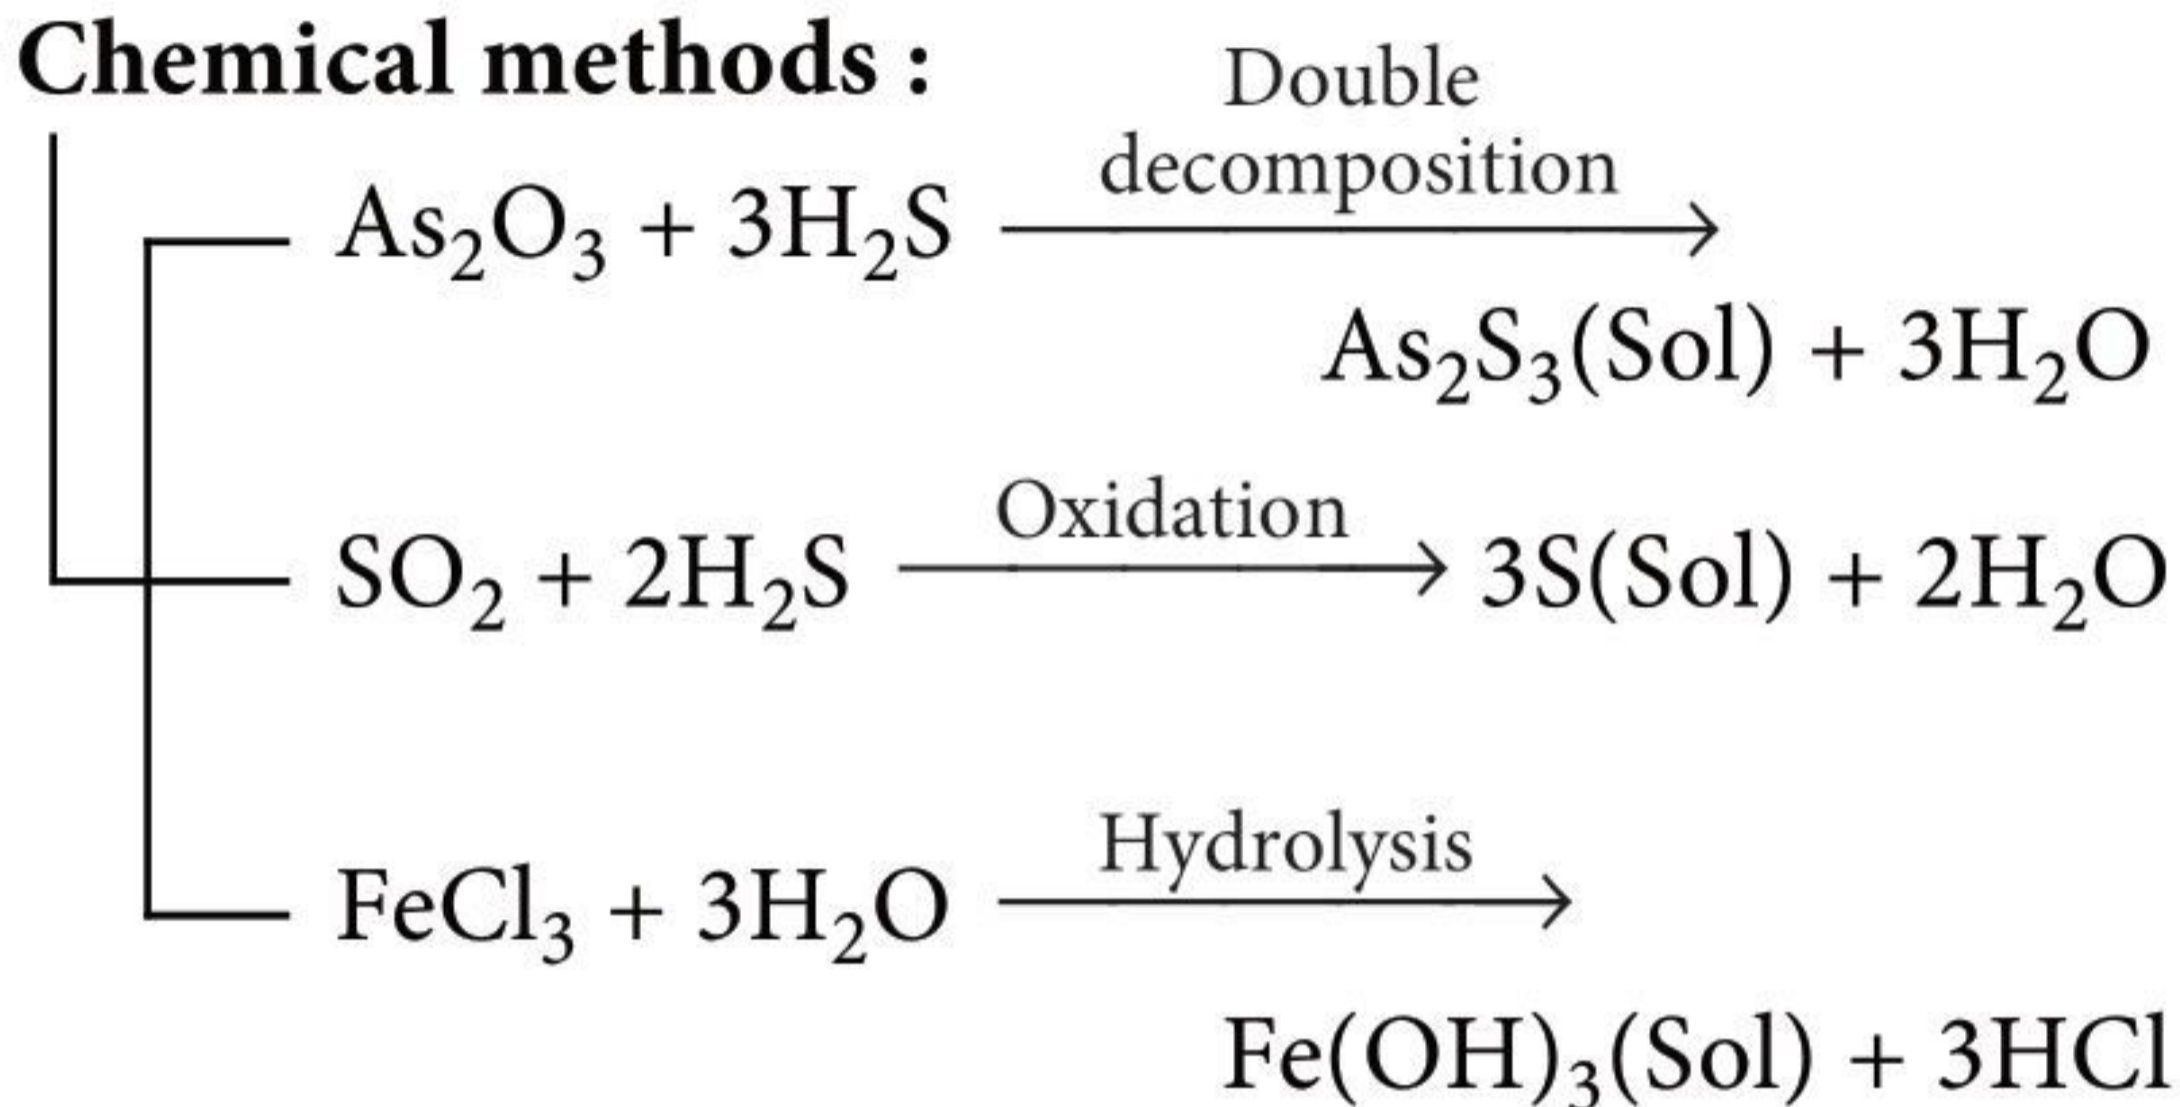 Chemical methods :
Double
decomposition
As₂O₃ + 3H₂S ⟶
As₂S₃(Sol) + 3H₂O
Oxidation
SO₂ + 2H₂S ⟶ 3S(Sol) + 2H₂O
Hydrolysis
FeCl₃ + 3H₂O ⟶
Fe(OH)₃(Sol) + 3HCl